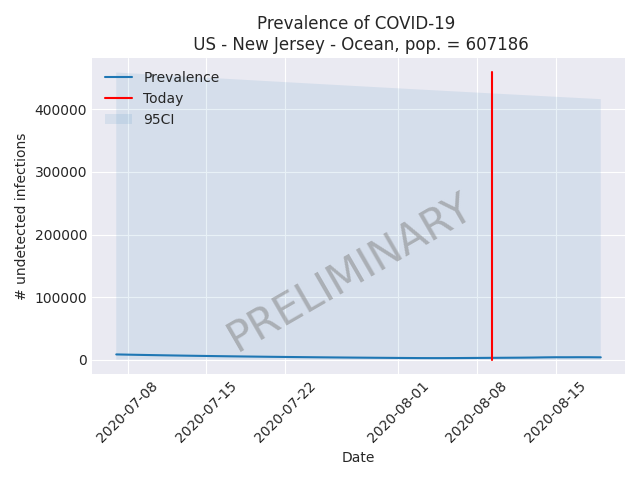 Prevalence of COVID-19
US - New Jersey - Ocean, pop. = 607186
Prevalence
Today
95CI
400000
300000
200000
100000
0
# undetected infections
PRELIMINARY
2020-07-08
2020-07-15
2020-07-22
2020-08-01
2020-08-08
2020-08-15
Date